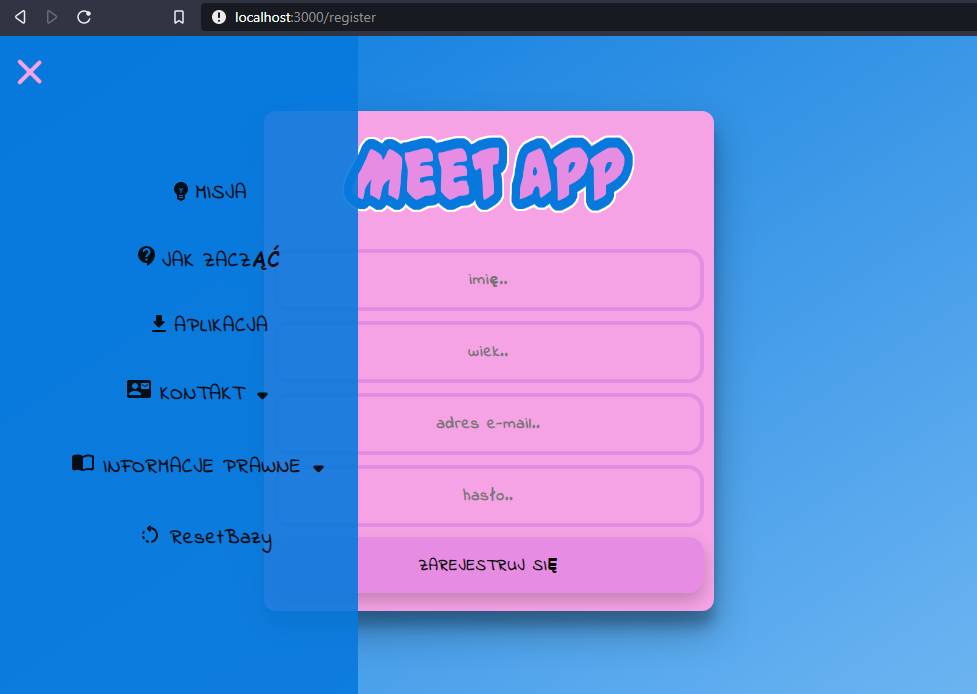 localhost:3000/register
MEET APP
MISJA
JAK ZACZĄĆ
APLIKACJA
KONTAKT
INFORMACJE PRAWNE
ResetBazy
imię..
wiek..
adres e-mail..
hasło..
ZAREJESTRUJ SIĘ